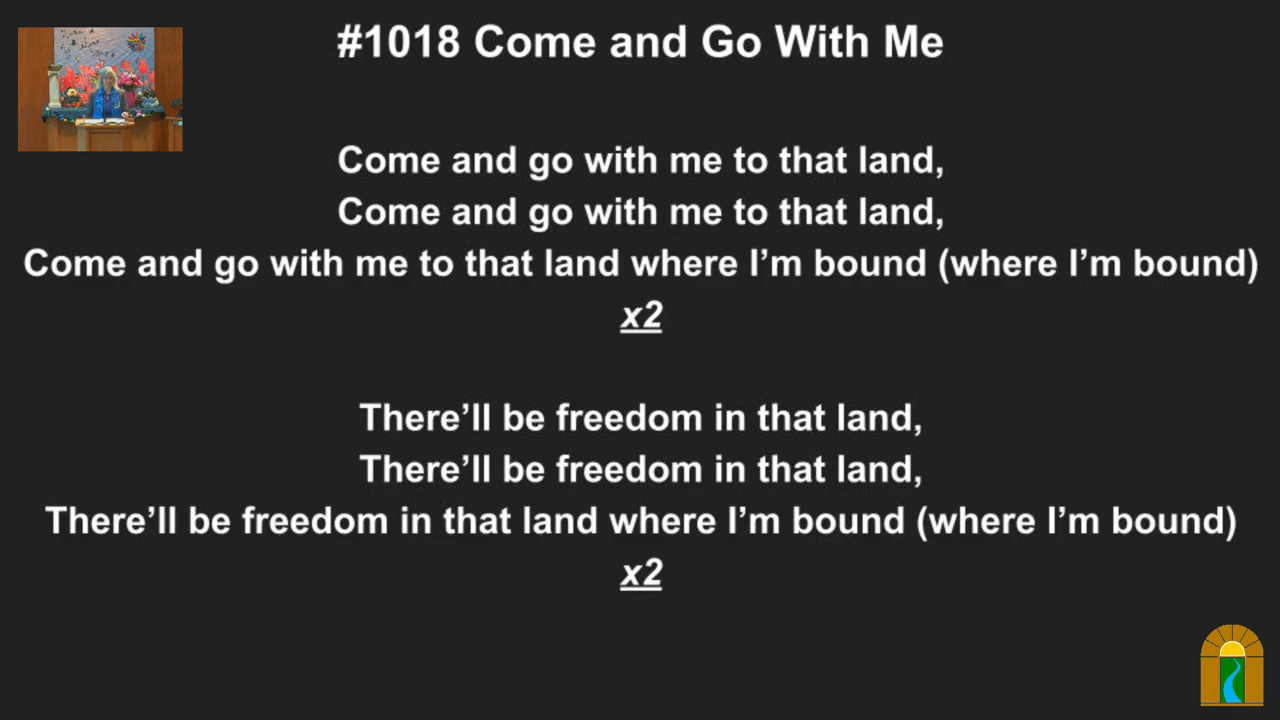 #1018 Come and Go With Me
Come and go with me to that land,
Come and go with me to that land,
Come and go with me to that land where I’m bound (where I’m bound)
x2
There’ll be freedom in that land,
There’ll be freedom in that land,
There’ll be freedom in that land where I’m bound (where I’m bound)
x2